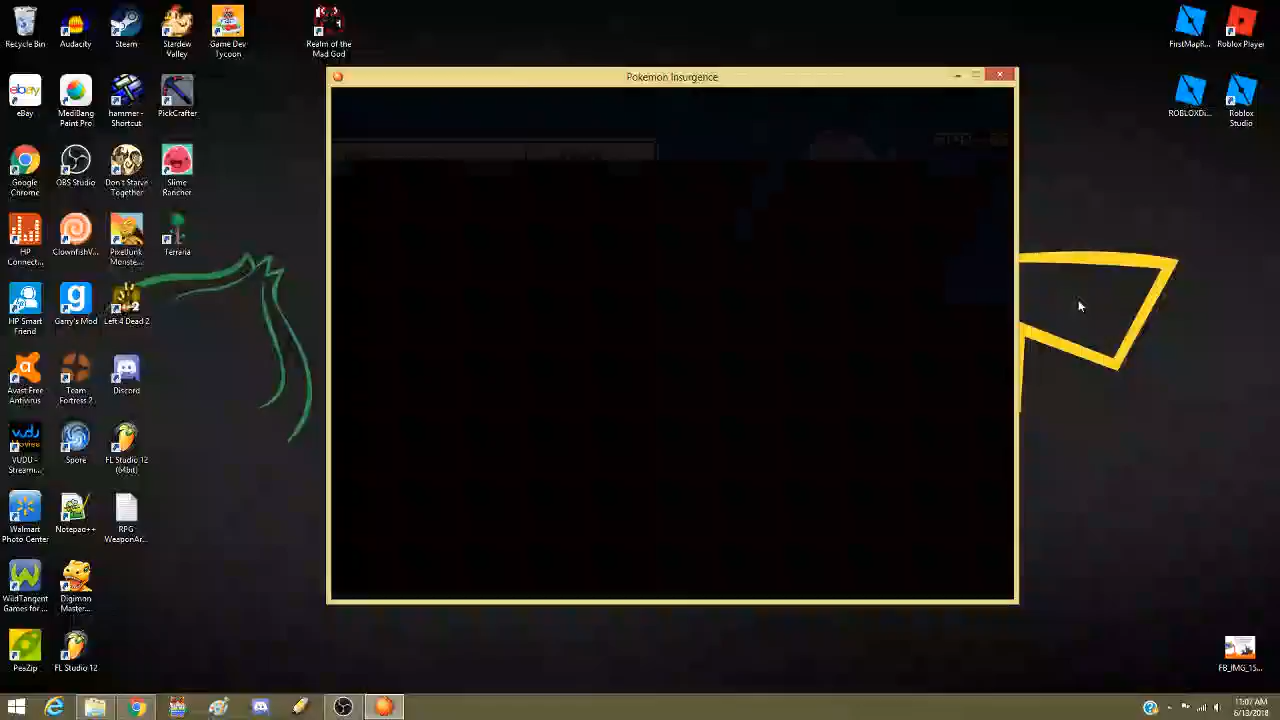 Pokemon Insurgence
Recycle Bin
Audacity
Steam
Stardew
Valley
Game Dev
Tycoon
Realm of the
Mad God
FirstMapR...
Roblox Player
ebay
eBay
MediBang
Paint Pro
hammer -
Shortcut
PickCrafter
ROBLOXDi...
Roblox
Studio
Google
Chrome
OBS Studio
Don't Starve
Together
Slime
Rancher
HP
Connect...
ClownfishV...
PixelJunk
Monste...
Terraria
HP Smart
Friend
Garry's Mod
Left 4 Dead 2
Avast Free
Antivirus
Team
Fortress 2
Discord
vudu
VUDU -
Streami...
Spore
FL Studio 12
(64bit)
Walmart
Photo Center
Notepad++
RPG
WeaponAr...
WildTangent
Games for ...
Digimon
Master...
PeaZip
FL Studio 12
FB_IMG_15...
11:07 AM
6/13/2018